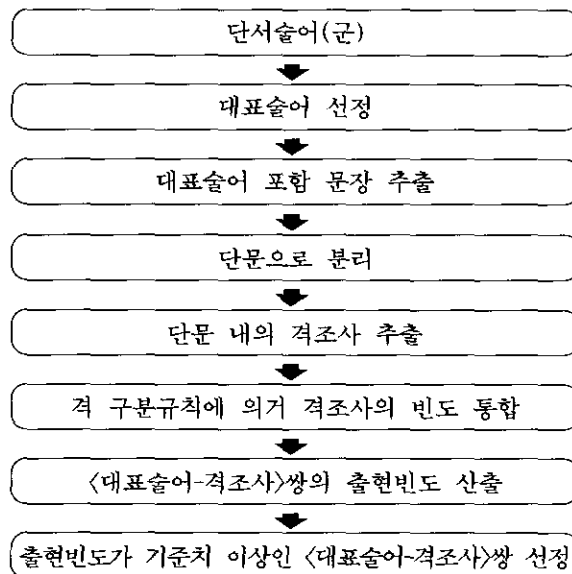 단서술어(군)
대표술어 선정
대표술어 포함 문장 추출
단문으로 분리
단문 내의 격조사 추출
격 구분규칙에 의거 격조사의 빈도 통합
〈대표술어-격조사〉쌍의 출현빈도 산출
출현빈도가 기준치 이상인 〈대표술어-격조사〉쌍 선정